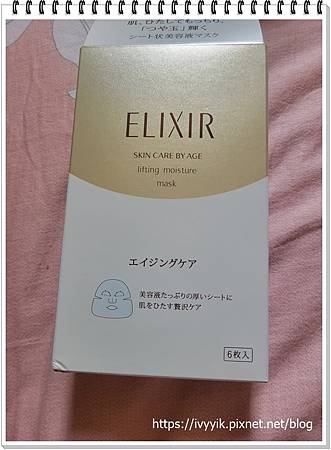 肌、ひたしてもっちり、
「つや玉」輝く
シート状美容液マスク
ELIXIR
SKIN CARE BY AGE
lifting moisture
mask
エイジングケア
美容液たっぷりの厚いシートに
肌をひたす贅沢ケア
6枚入
https://ivyyik.pixnet.net/blog